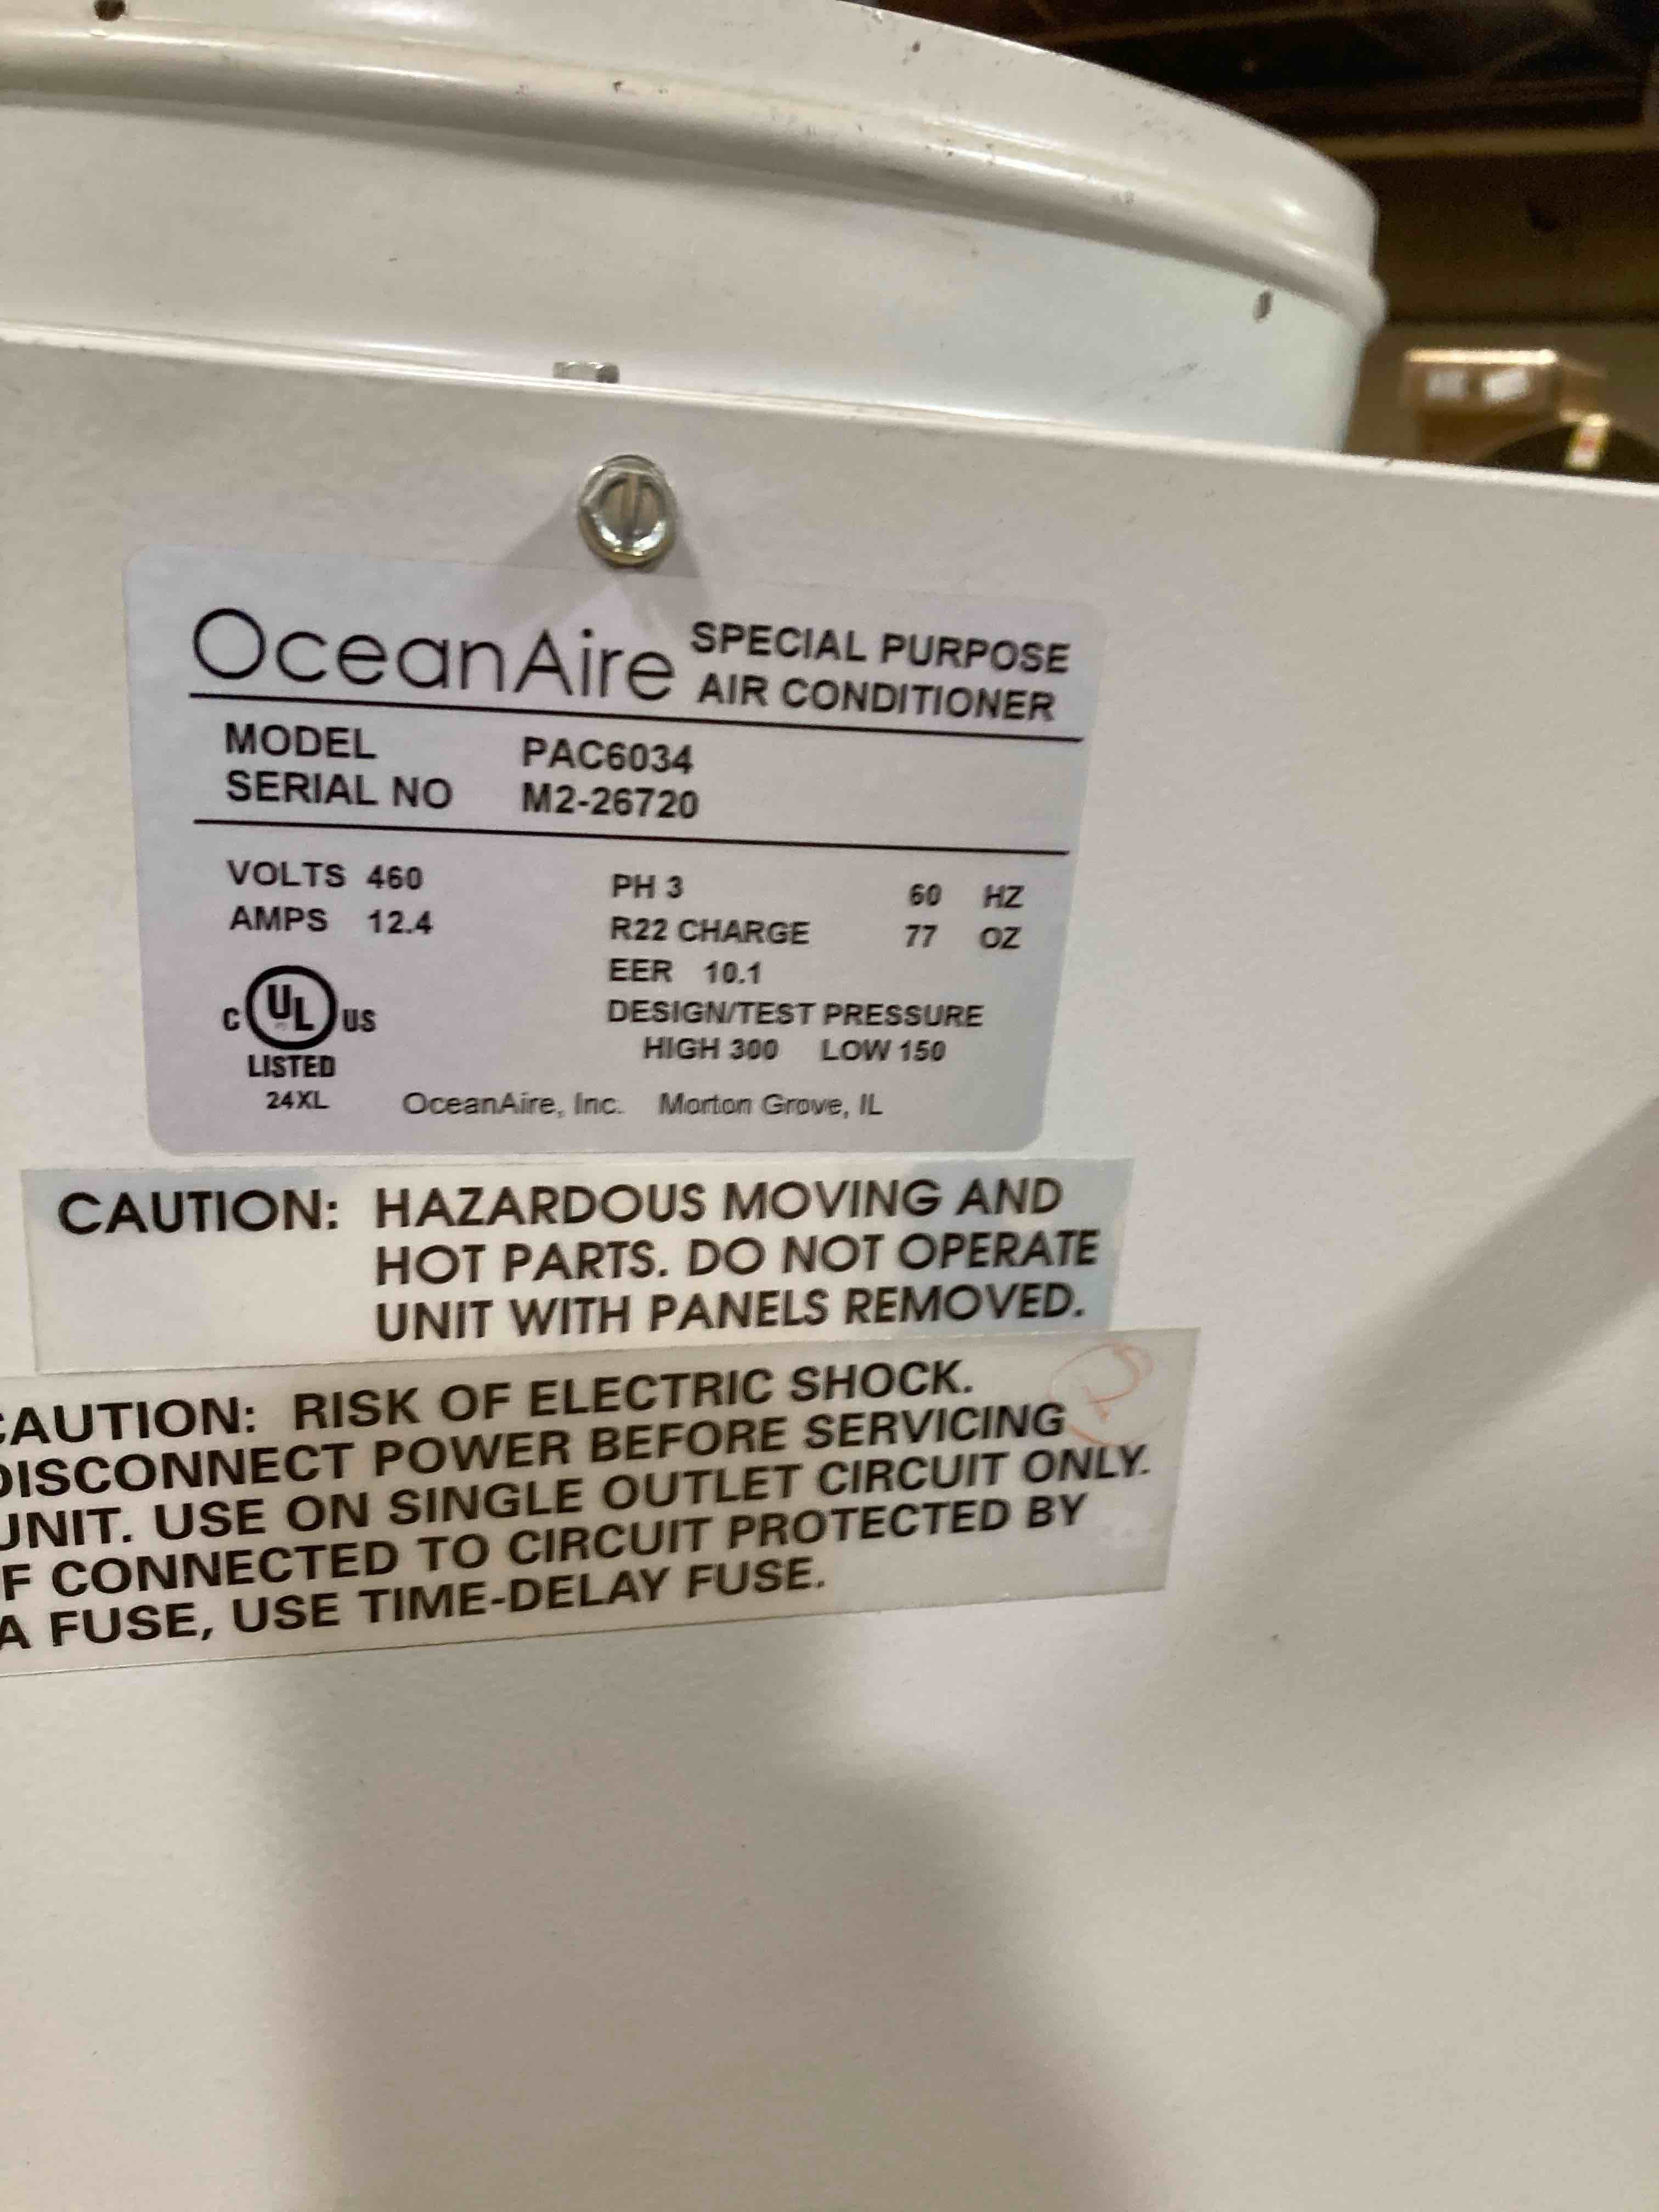 OceanAire SPECIAL PURPOSE
AIR CONDITIONER
MODEL PAC6034
SERIAL NO M2-26720
VOLTS 460 PH 3 60 HZ
AMPS 12.4 R22 CHARGE 77 OZ
EER 10.1
DESIGN/TEST PRESSURE
HIGH 300 LOW 150
C UL US
LISTED
24XL OceanAire, Inc. Morton Grove, IL
CAUTION: HAZARDOUS MOVING AND
HOT PARTS. DO NOT OPERATE
UNIT WITH PANELS REMOVED.
CAUTION: RISK OF ELECTRIC SHOCK.
DISCONNECT POWER BEFORE SERVICING
UNIT. USE ON SINGLE OUTLET CIRCUIT ONLY.
F CONNECTED TO CIRCUIT PROTECTED BY
A FUSE, USE TIME-DELAY FUSE.